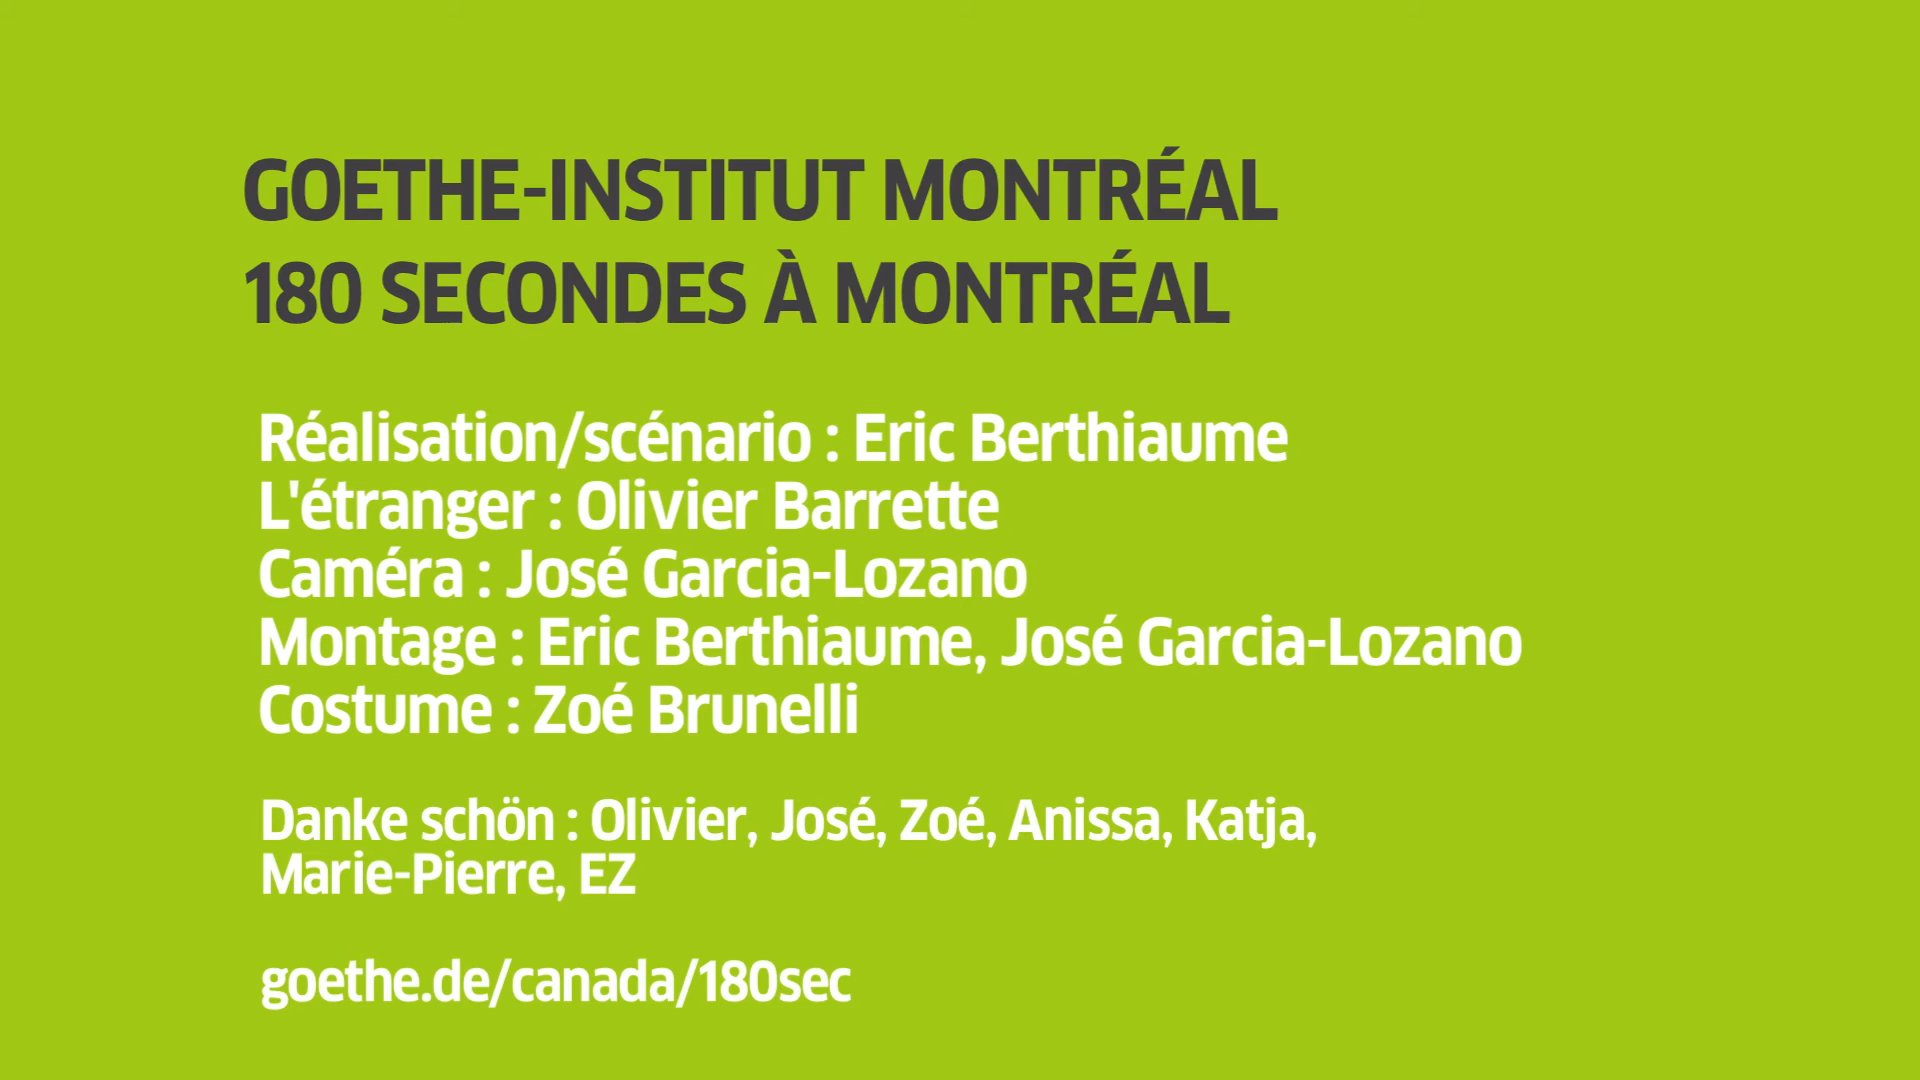 GOETHE-INSTITUT MONTRÉAL
180 SECONDES À MONTRÉAL
Réalisation/scénario : Eric Berthiaume
L'étranger : Olivier Barrette
Caméra : José Garcia-Lozano
Montage : Eric Berthiaume, José Garcia-Lozano
Costume : Zoé Brunelli
Danke schön : Olivier, José, Zoé, Anissa, Katja,
Marie-Pierre, EZ
goethe.de/canada/180sec